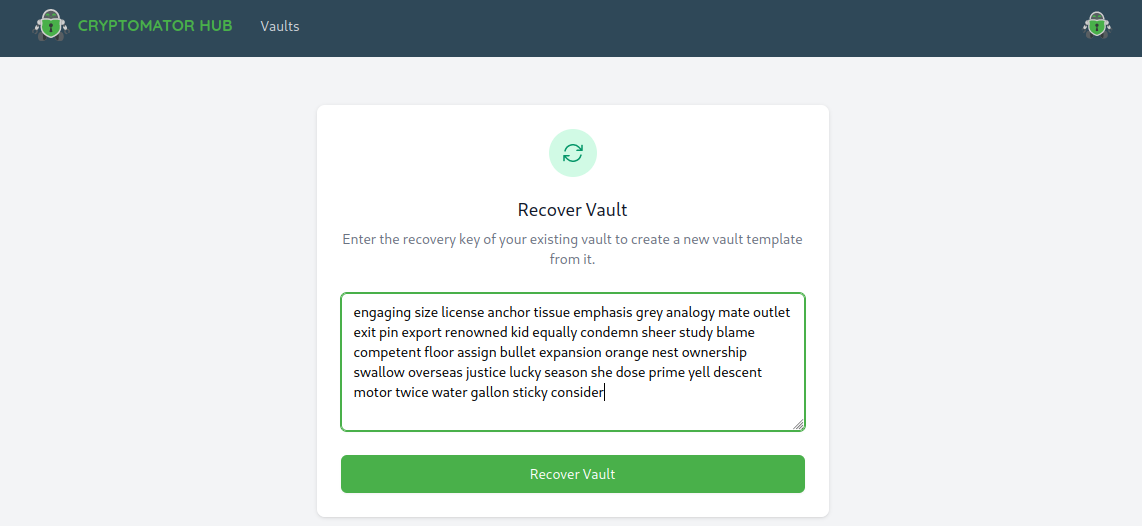 CRYPTOMATOR HUB Vaults
Recover Vault
Enter the recovery key of your existing vault to create a new vault template
from it.
engaging size license anchor tissue emphasis grey analogy mate outlet
exit pin export renowned kid equally condemn sheer study blame
competent floor assign bullet expansion orange nest ownership
swallow overseas justice lucky season she dose prime yell descent
motor twice water gallon sticky consider
Recover Vault